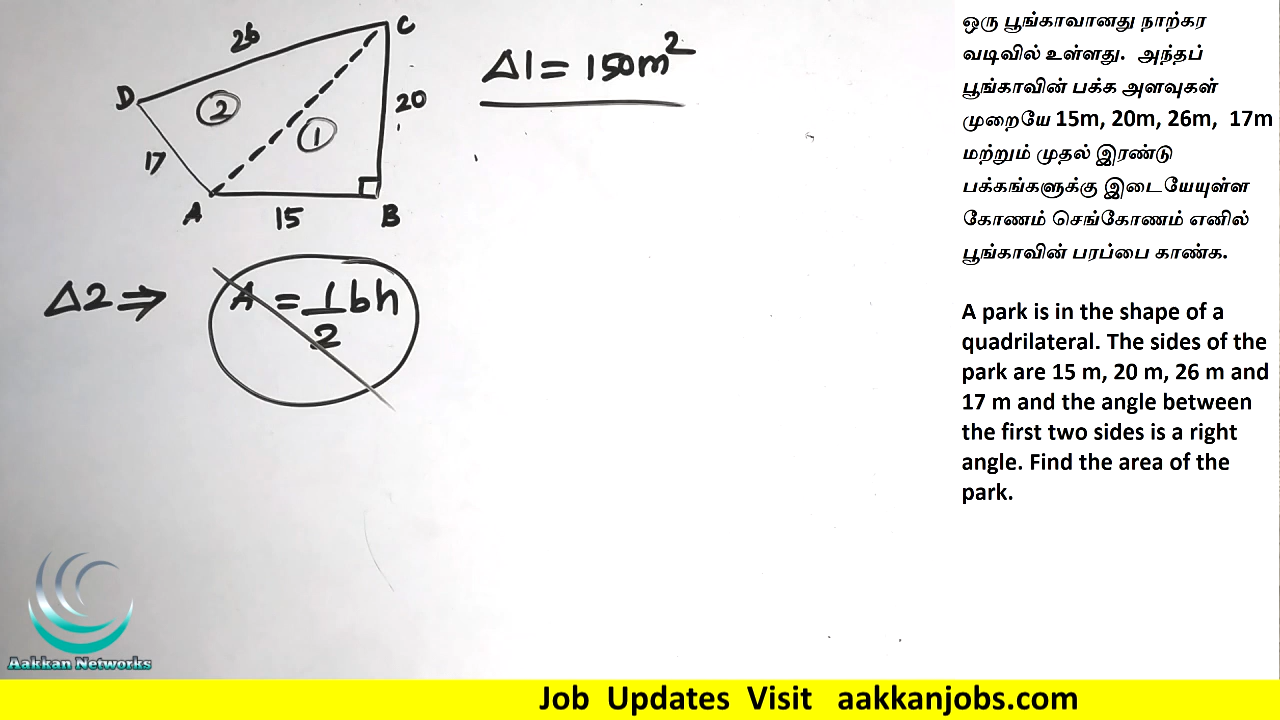 26
C
Δ1 = 150m²
D
②
20
①
17
A
15
B
Δ2 ⇒ A = 1/2 bh
ஒரு பூங்காவானது நாற்கர
வடிவில் உள்ளது. அந்தப்
பூங்காவின் பக்க அளவுகள்
முறையே 15m, 20m, 26m, 17m
மற்றும் முதல் இரண்டு
பக்கங்களுக்கு இடையேயுள்ள
கோணம் செங்கோணம் எனில்
பூங்காவின் பரப்பை காண்க.
A park is in the shape of a
quadrilateral. The sides of the
park are 15 m, 20 m, 26 m and
17 m and the angle between
the first two sides is a right
angle. Find the area of the
park.
Aakkan Networks
Job Updates Visit aakkanjobs.com